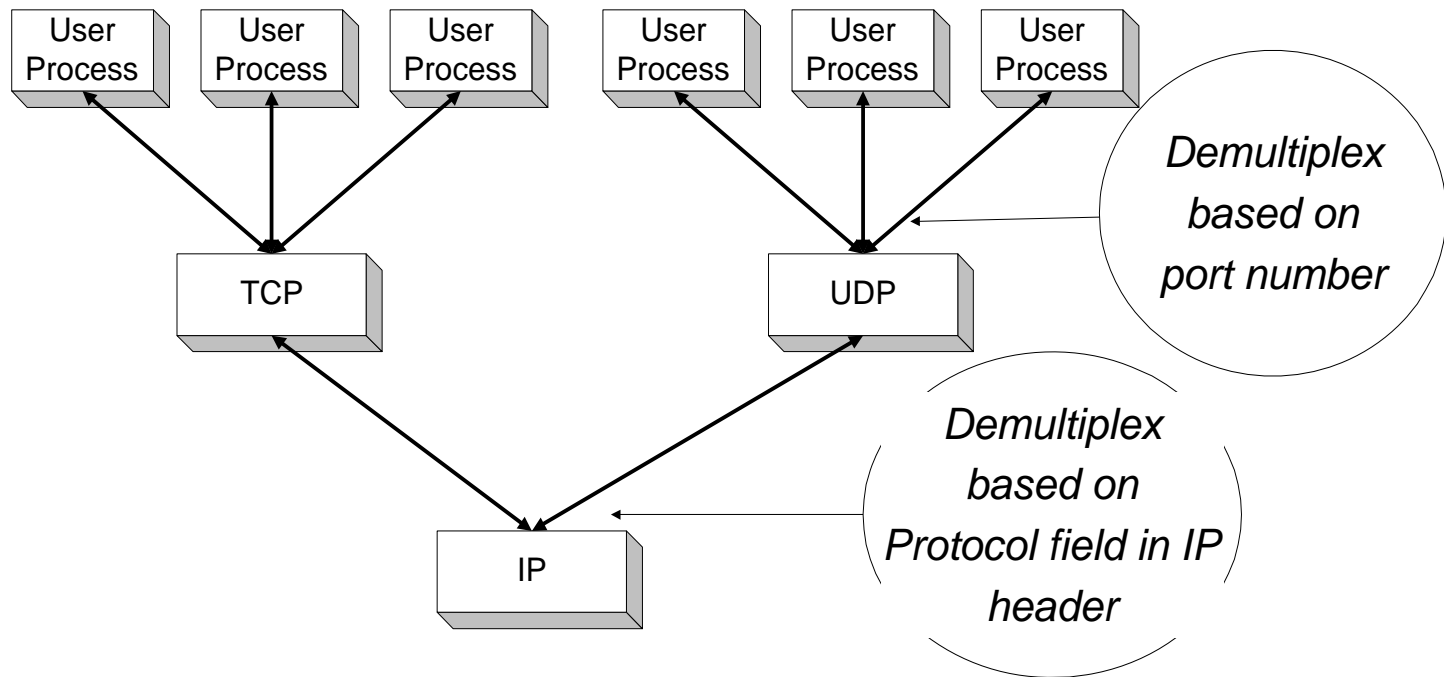 User
Process
User
Process
User
Process
User
Process
User
Process
User
Process
Demultiplex
based on
port number
TCP
UDP
Demultiplex
based on
Protocol field in IP
header
IP